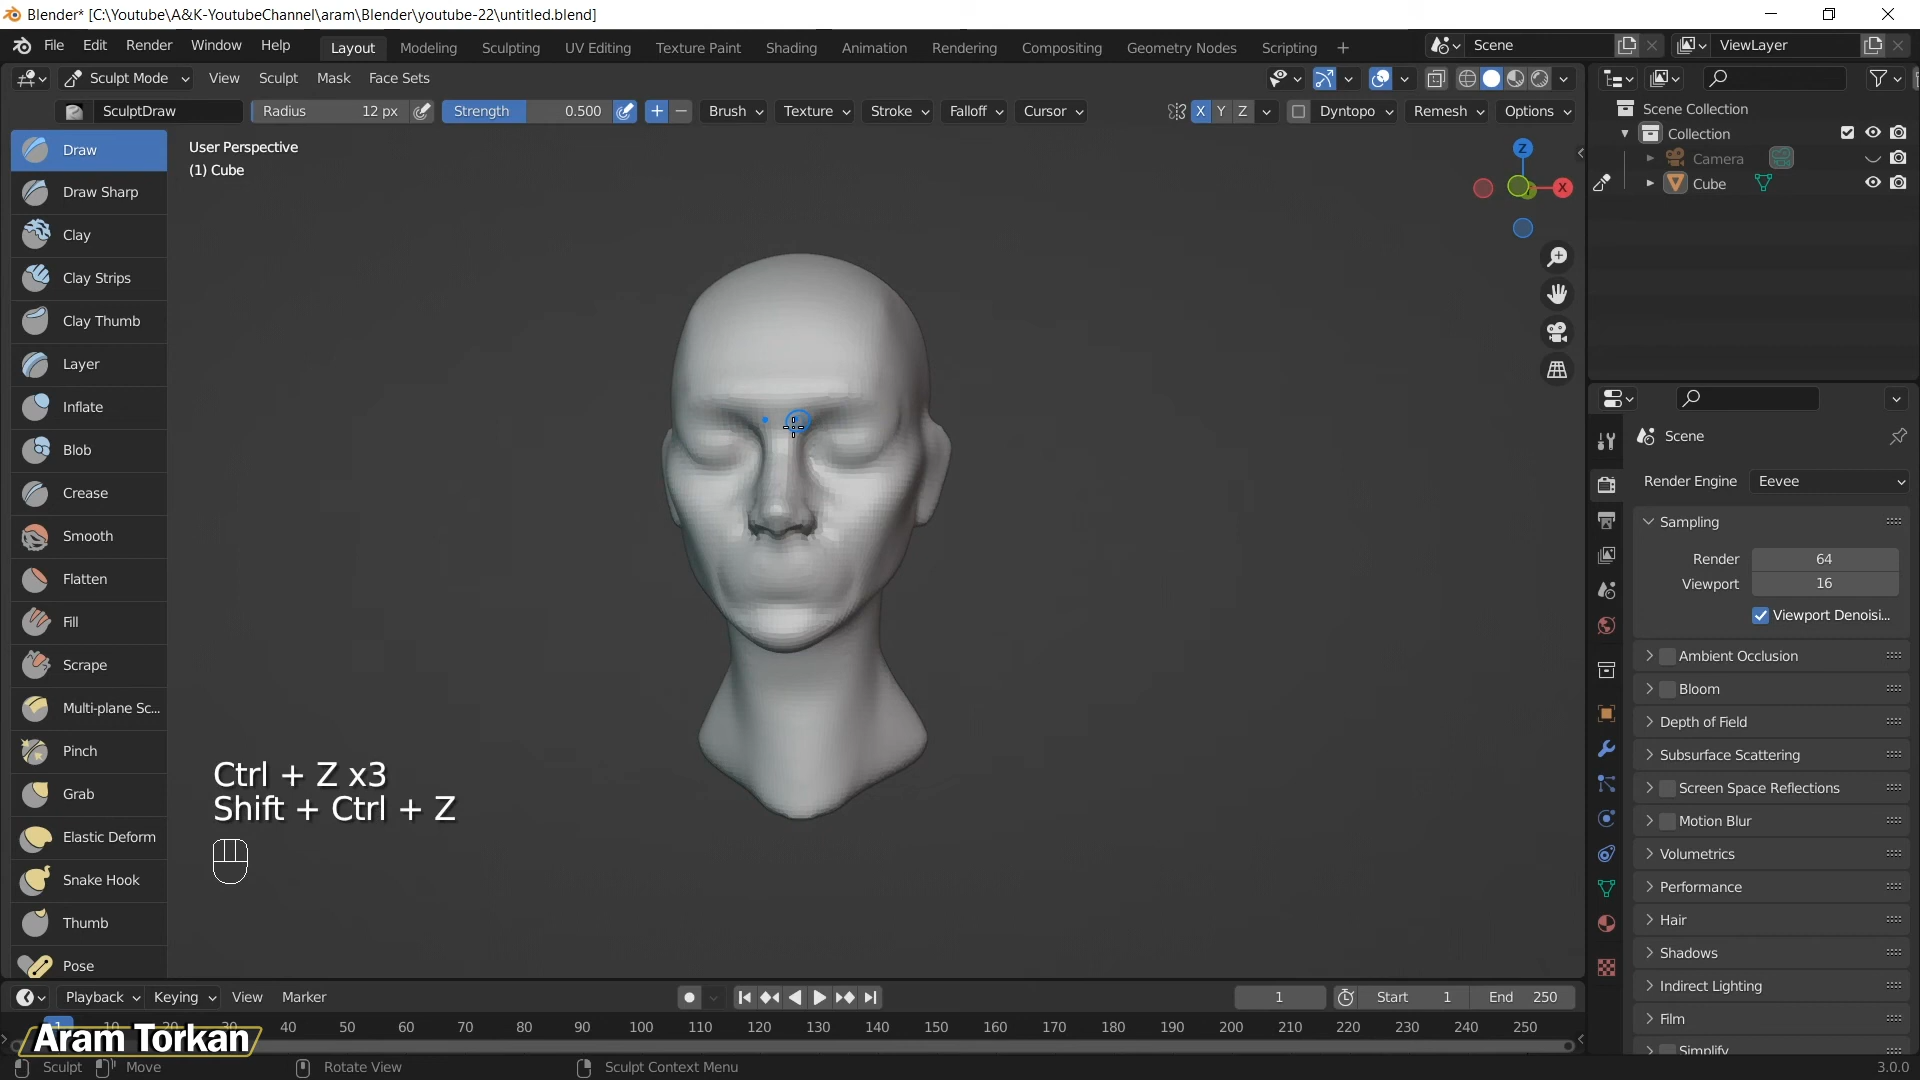 Blender* [C:\Youtube\A&K-YoutubeChannel\aram\Blender\youtube-22\untitled.blend]
File Edit Render Window Help Layout Modeling Sculpting UV Editing Texture Paint Shading Animation Rendering Compositing Geometry Nodes Scripting + Scene ViewLayer
Sculpt Mode View Sculpt Mask Face Sets
SculptDraw Radius 12 px Strength 0.500 + − Brush Texture Stroke Falloff Cursor X Y Z Dyntopo Remesh Options
Scene Collection
Collection
Camera
Cube
User Perspective
(1) Cube
Z
X
Draw
Draw Sharp
Clay
Clay Strips
Clay Thumb
Layer
Inflate
Blob
Crease
Smooth
Flatten
Fill
Scrape
Multi-plane Sc...
Pinch
Grab
Elastic Deform
Snake Hook
Thumb
Pose
Ctrl + Z x3
Shift + Ctrl + Z
Scene
Render Engine Eevee
Sampling
Render 64
Viewport 16
Viewport Denoisi...
Ambient Occlusion
Bloom
Depth of Field
Subsurface Scattering
Screen Space Reflections
Motion Blur
Volumetrics
Performance
Hair
Shadows
Indirect Lighting
Film
Simplify
Playback Keying View Marker 1 Start 1 End 250
1 10 20 30 40 50 60 70 80 90 100 110 120 130 140 150 160 170 180 190 200 210 220 230 240 250
Aram Torkan
Sculpt Move Rotate View Sculpt Context Menu 3.0.0